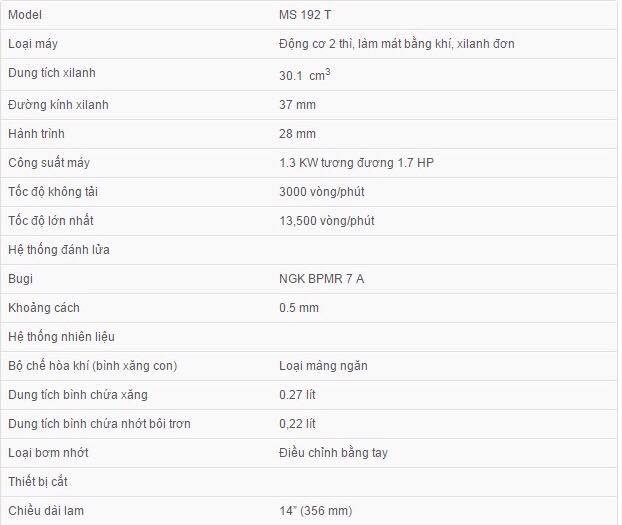 Model MS 192 T
Loại máy Động cơ 2 thì, làm mát bằng khí, xilanh đơn
Dung tích xilanh 30.1 cm³
Đường kính xilanh 37 mm
Hành trình 28 mm
Công suất máy 1.3 KW tương đương 1.7 HP
Tốc độ không tải 3000 vòng/phút
Tốc độ lớn nhất 13,500 vòng/phút
Hệ thống đánh lửa
Bugi NGK BPMR 7 A
Khoảng cách 0.5 mm
Hệ thống nhiên liệu
Bộ chế hòa khí (bình xăng con) Loại màng ngăn
Dung tích bình chứa xăng 0.27 lít
Dung tích bình chứa nhớt bôi trơn 0,22 lít
Loại bơm nhớt Điều chỉnh bằng tay
Thiết bị cắt
Chiều dài lam 14” (356 mm)